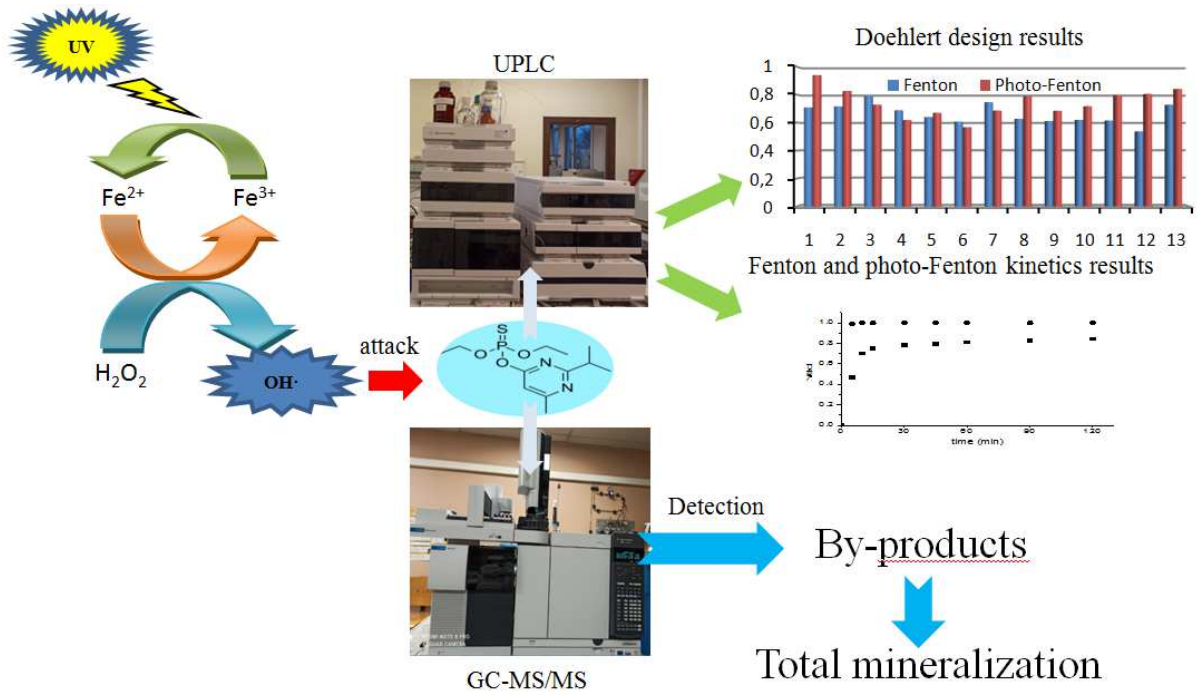 UV
Fe2+
Fe3+
H2O2
OH·
attack
UPLC
S
P
O
O
O
N
N
GC-MS/MS
Doehlert design results
Fenton Photo-Fenton
1
0,8
0,6
0,4
0,2
0
1 2 3 4 5 6 7 8 9 10 11 12 13
Fenton and photo-Fenton kinetics results
1.0
0.8
0.6
0.4
0.2
0.0
0 30 60 90 120
time (min)
Detection
By-products
Total mineralization